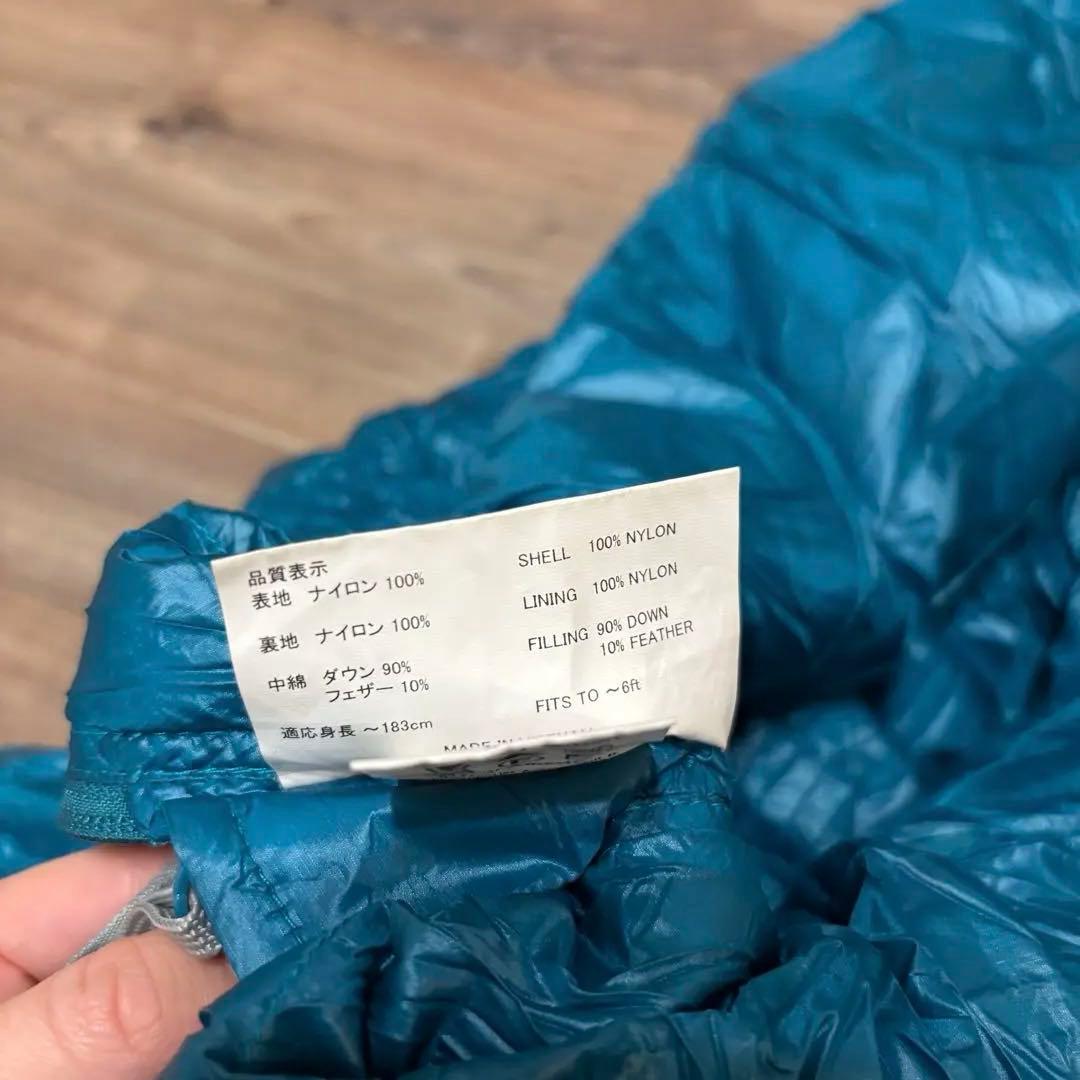 品質表示
表地 ナイロン 100%
裏地 ナイロン 100%
中綿 ダウン 90%
フェザー 10%
適応身長 ～183cm
SHELL 100% NYLON
LINING 100% NYLON
FILLING 90% DOWN
10% FEATHER
FITS TO ～6ft
MADE IN